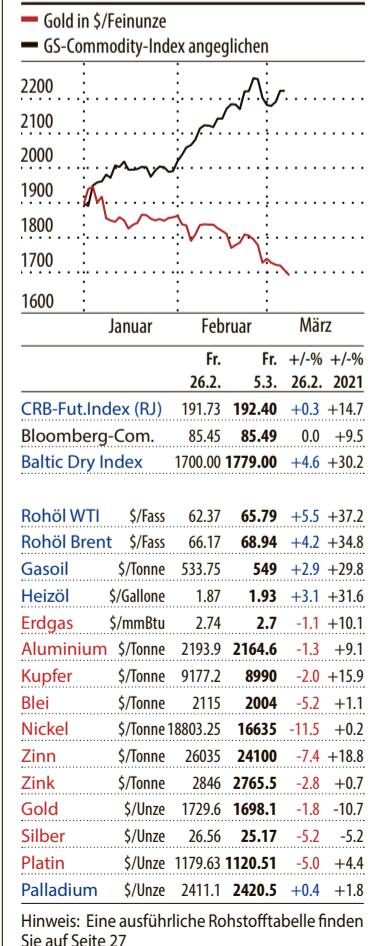 Gold in $/Feinunze
GS-Commodity-Index angeglichen
2200
2100
2000
1900
1800
1700
1600
Januar Februar März
Fr. Fr. +/-% +/-%
26.2. 5.3. 26.2. 2021
CRB-Fut.Index (RJ) 191.73 192.40 +0.3 +14.7
Bloomberg-Com. 85.45 85.49 0.0 +9.5
Baltic Dry Index 1700.00 1779.00 +4.6 +30.2
Rohöl WTI $/Fass 62.37 65.79 +5.5 +37.2
Rohöl Brent $/Fass 66.17 68.94 +4.2 +34.8
Gasoil $/Tonne 533.75 549 +2.9 +29.8
Heizöl $/Gallone 1.87 1.93 +3.1 +31.6
Erdgas $/mmBtu 2.74 2.7 -1.1 +10.1
Aluminium $/Tonne 2193.9 2164.6 -1.3 +9.1
Kupfer $/Tonne 9177.2 8990 -2.0 +15.9
Blei $/Tonne 2115 2004 -5.2 +1.1
Nickel $/Tonne 18803.25 16635 -11.5 +0.2
Zinn $/Tonne 26035 24100 -7.4 +18.8
Zink $/Tonne 2846 2765.5 -2.8 +0.7
Gold $/Unze 1729.6 1698.1 -1.8 -10.7
Silber $/Unze 26.56 25.17 -5.2 -5.2
Platin $/Unze 1179.63 1120.51 -5.0 +4.4
Palladium $/Unze 2411.1 2420.5 +0.4 +1.8
Hinweis: Eine ausführliche Rohstofftabelle finden
Sie auf Seite 27